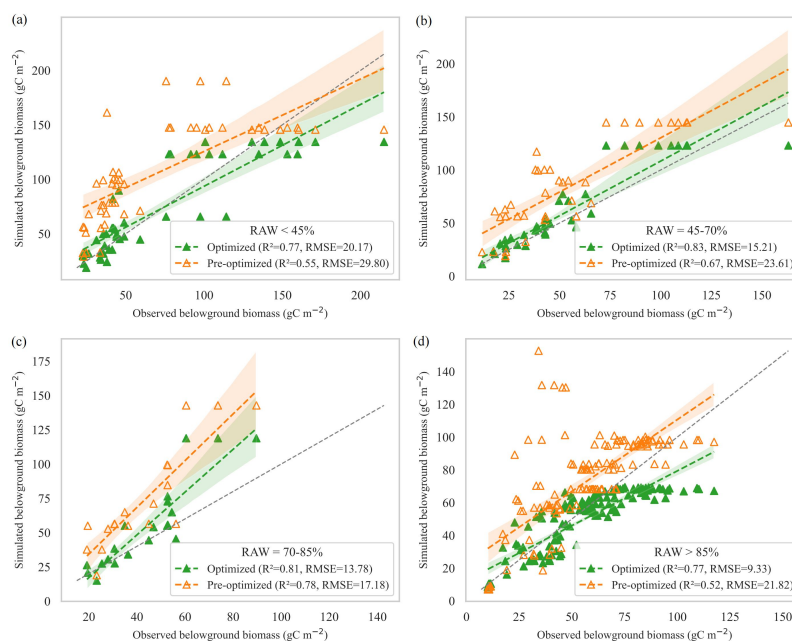 (a)
Simulated belowground biomass (gC m⁻²)
200
150
100
50
RAW < 45%
Optimized (R²=0.77, RMSE=20.17)
Pre-optimized (R²=0.55, RMSE=29.80)
50 100 150 200
Observed belowground biomass (gC m⁻²)
(b)
Simulated belowground biomass (gC m⁻²)
200
150
100
50
0
RAW = 45-70%
Optimized (R²=0.83, RMSE=15.21)
Pre-optimized (R²=0.67, RMSE=23.61)
25 50 75 100 125 150
Observed belowground biomass (gC m⁻²)
(c)
Simulated belowground biomass (gC m⁻²)
175
150
125
100
75
50
25
0
RAW = 70-85%
Optimized (R²=0.81, RMSE=13.78)
Pre-optimized (R²=0.78, RMSE=17.18)
20 40 60 80 100 120 140
Observed belowground biomass (gC m⁻²)
(d)
Simulated belowground biomass (gC m⁻²)
140
120
100
80
60
40
20
0
RAW > 85%
Optimized (R²=0.77, RMSE=9.33)
Pre-optimized (R²=0.52, RMSE=21.82)
0 25 50 75 100 125 150
Observed belowground biomass (gC m⁻²)